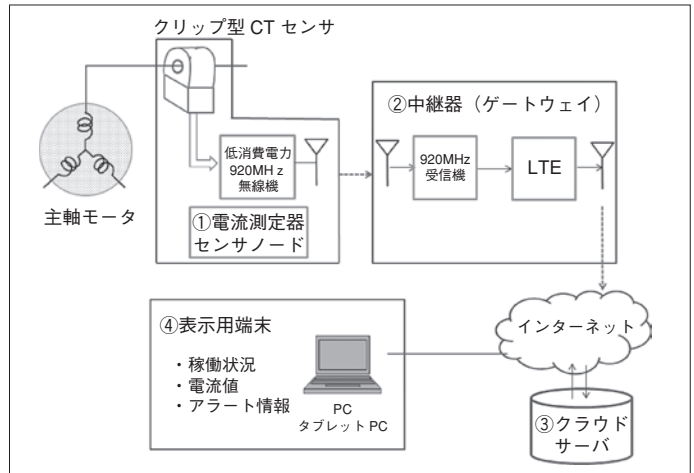 クリップ型 CT センサ
②中継器（ゲートウェイ）
低消費電力
920MＨｚ
無線機
920MHz
受信機
LTE
主軸モータ
①電流測定器
センサノード
④表示用端末
・稼働状況
・電流値
・アラート情報
PC
タブレット PC
インターネット
③クラウド
サーバ